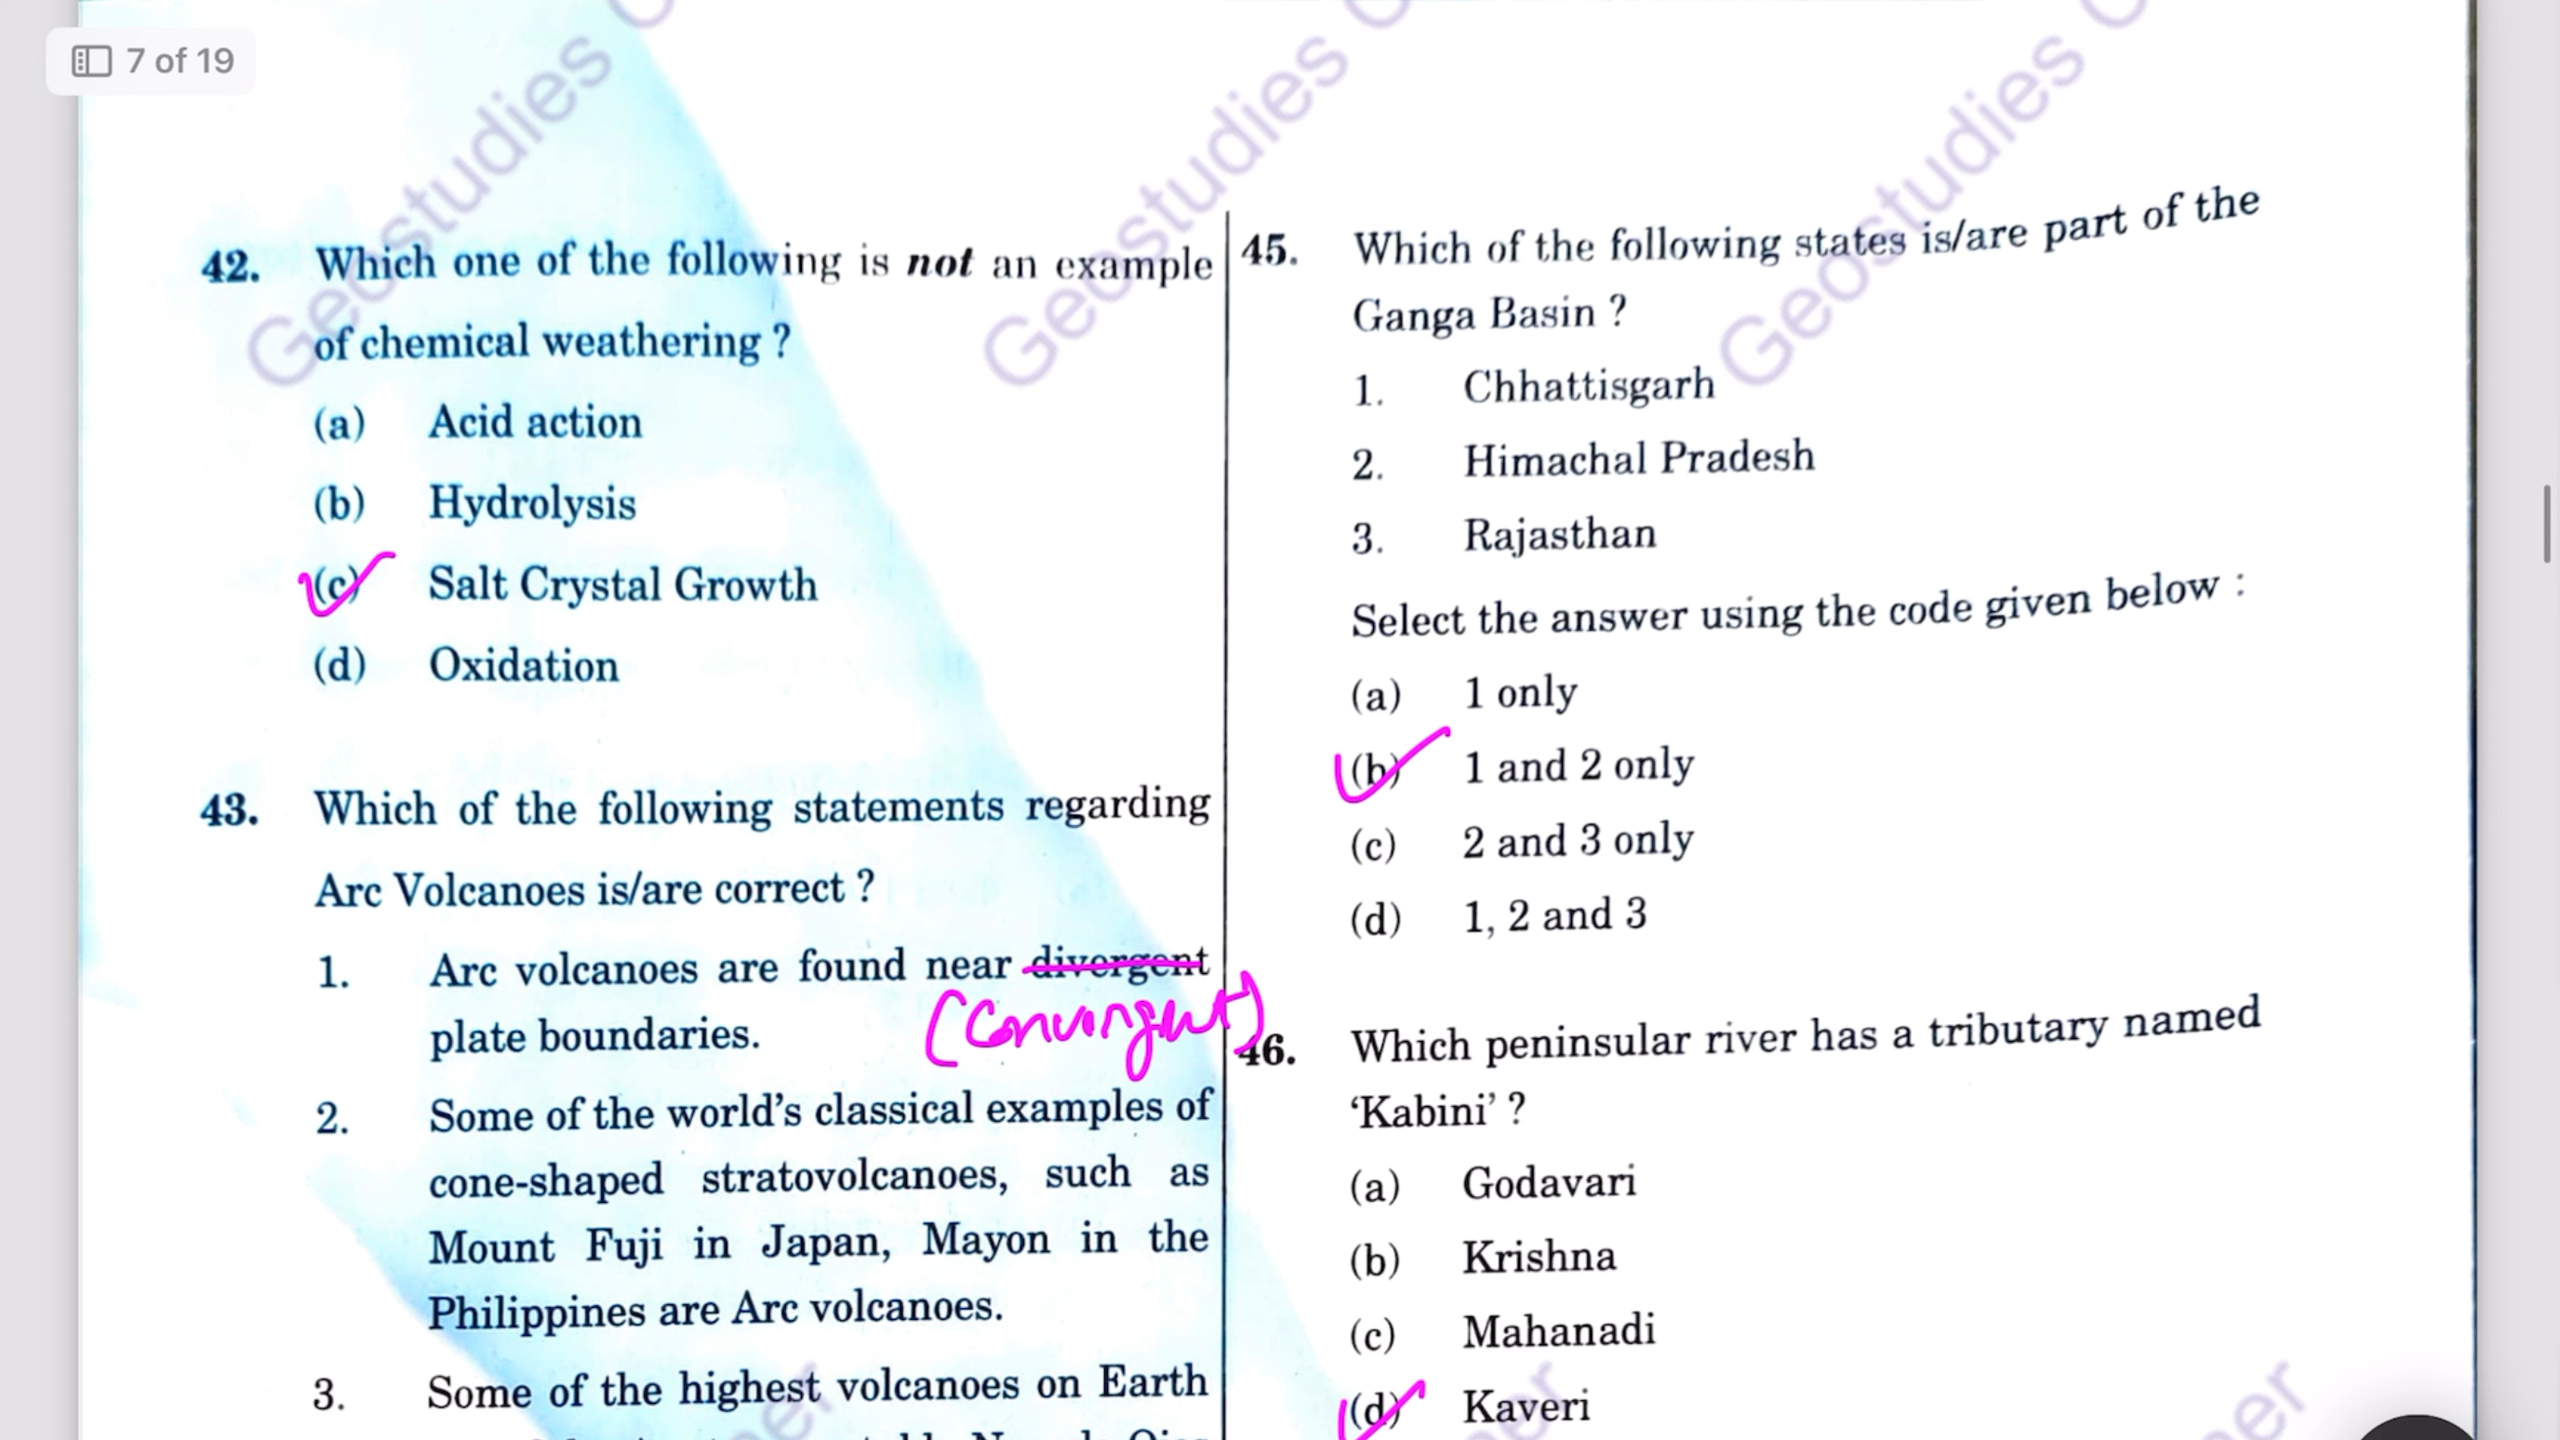 7 of 19
Geostudies
Geostudies
Geostudies
42. Which one of the following is not an example
of chemical weathering ?
(a) Acid action
(b) Hydrolysis
(c) Salt Crystal Growth
(d) Oxidation
43. Which of the following statements regarding
Arc Volcanoes is/are correct ?
1. Arc volcanoes are found near divergent
(Convergent)
plate boundaries.
2. Some of the world's classical examples of
cone-shaped stratovolcanoes, such as
Mount Fuji in Japan, Mayon in the
Philippines are Arc volcanoes.
3. Some of the highest volcanoes on Earth
45. Which of the following states is/are part of the
Ganga Basin ?
1. Chhattisgarh
2. Himachal Pradesh
3. Rajasthan
Select the answer using the code given below :
(a) 1 only
(b) 1 and 2 only
(c) 2 and 3 only
(d) 1, 2 and 3
46. Which peninsular river has a tributary named
‘Kabini’ ?
(a) Godavari
(b) Krishna
(c) Mahanadi
(d) Kaveri